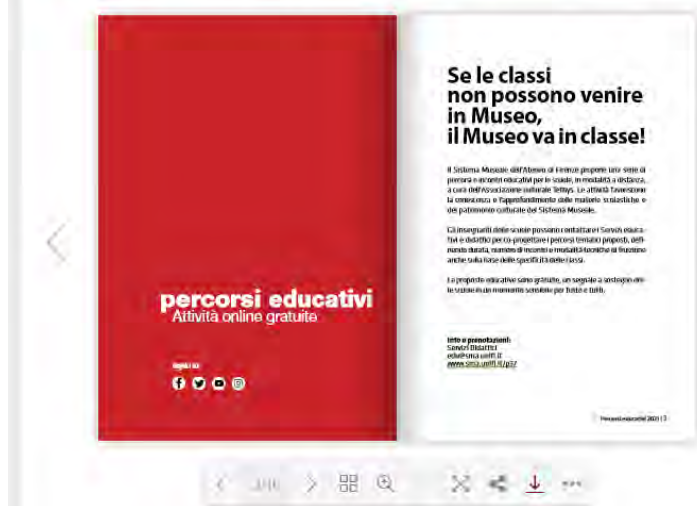 percorsi educativi
Attività online gratuite
Se le classi
non possono venire
in Museo,
il Museo va in classe!
Il Sistema Museale dell'Ateneo di Firenze propone una serie di
percorsi e incontri educativi per le scuole, in modalità a distanza,
a cura dell'Associazione culturale Tethys. Le attività favoriscono
la conoscenza e l'approfondimento delle materie scolastiche e
del patrimonio culturale del Sistema Museale.
Gli insegnanti delle scuole possono contattare i Servizi educa-
tivi e didattici per co-progettare i percorsi tematici proposti, defi-
nendo durata, numero di incontri e modalità tecniche di fruizione
anche sulla base delle specificità delle classi.
Le proposte educative sono gratuite, un segnale a sostegno del-
le scuole in un momento sensibile per tutte e tutti.
Info e prenotazioni:
Servizi Didattici
edu@sma.unifi.it
www.sma.unifi.it/p57
Percorsi educativi 2021 | 3